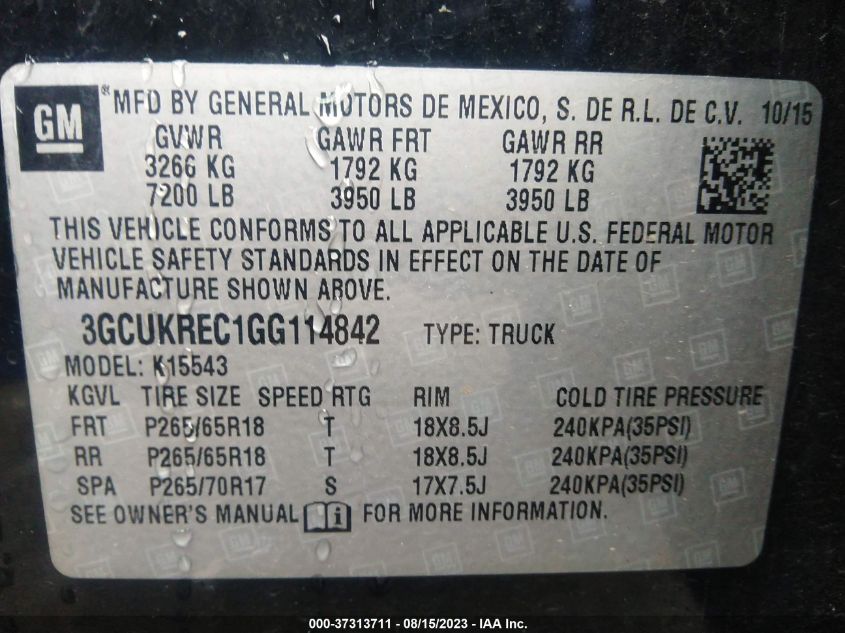 GM ® MFD BY GENERAL MOTORS DE MEXICO, S. DE R.L. DE C.V. 10/15
GVWR GAWR FRT GAWR RR
3266 KG 1792 KG 1792 KG
7200 LB 3950 LB 3950 LB
THIS VEHICLE CONFORMS TO ALL APPLICABLE U.S. FEDERAL MOTOR
VEHICLE SAFETY STANDARDS IN EFFECT ON THE DATE OF
MANUFACTURE SHOWN ABOVE.
3GCUKREC1GG114842 TYPE: TRUCK
MODEL: K15543
KGVL TIRE SIZE SPEED RTG RIM COLD TIRE PRESSURE
FRT P265/65R18 T 18X8.5J 240KPA(35PSI)
RR P265/65R18 T 18X8.5J 240KPA(35PSI)
SPA P265/70R17 S 17X7.5J 240KPA(35PSI)
SEE OWNER'S MANUAL i FOR MORE INFORMATION.
000-37313711 - 08/15/2023 - IAA Inc.